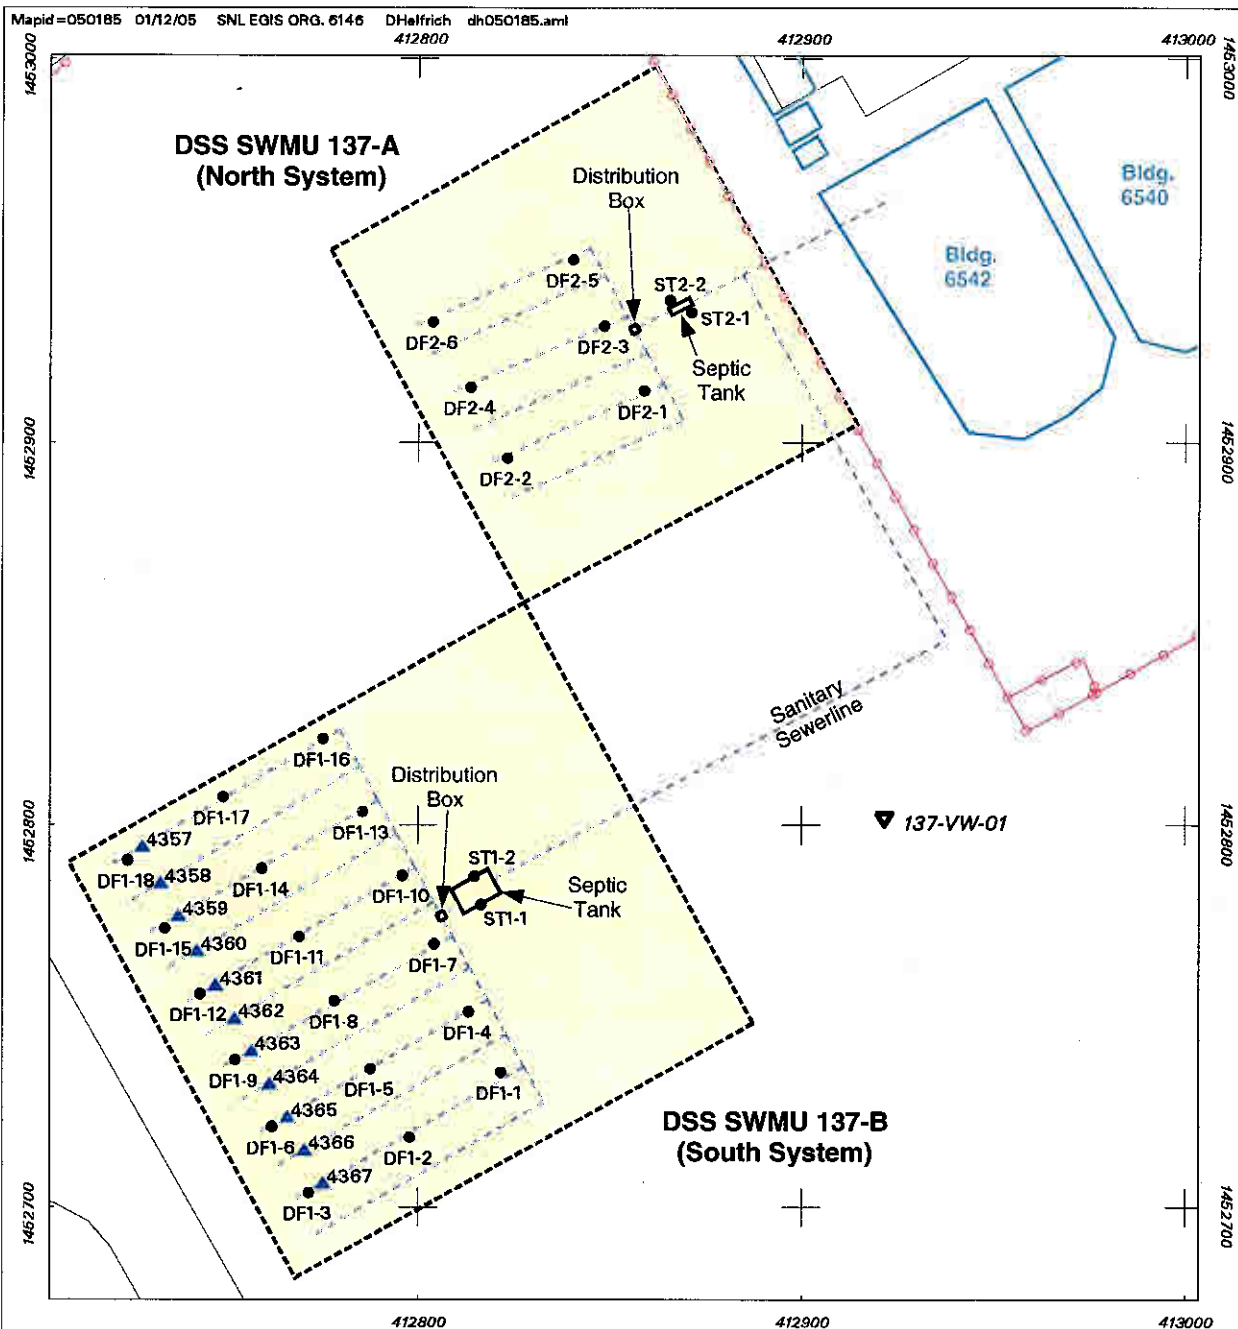 Mapid=050185 01/12/05 SNL EGIS ORG. 6146 DHelfrich dh050185.aml
412800 412900 413000
1453000 1453000
DSS SWMU 137-A
(North System)
Distribution
Box
Bldg.
6540
Bldg.
6542
DF2-5
ST2-2
ST2-1
DF2-6
DF2-3
Septic
Tank
DF2-4
DF2-1
1452900 1452900
DF2-2
Sanitary
Sewerline
DF1-16
Distribution
Box
DF1-17
DF1-13
1452800 1452800
137-VW-01
4357
DF1-18
4358
DF1-14
DF1-10
ST1-2
Septic
Tank
4359
ST1-1
DF1-15
4360
DF1-11
DF1-7
4361
DF1-12
4362
DF1-8
DF1-4
4363
DF1-9
4364
DF1-5
DF1-1
4365
DF1-6
4366
DF1-2
DSS SWMU 137-B
(South System)
4367
DF1-3
1452700 1452700
412800 412900 413000